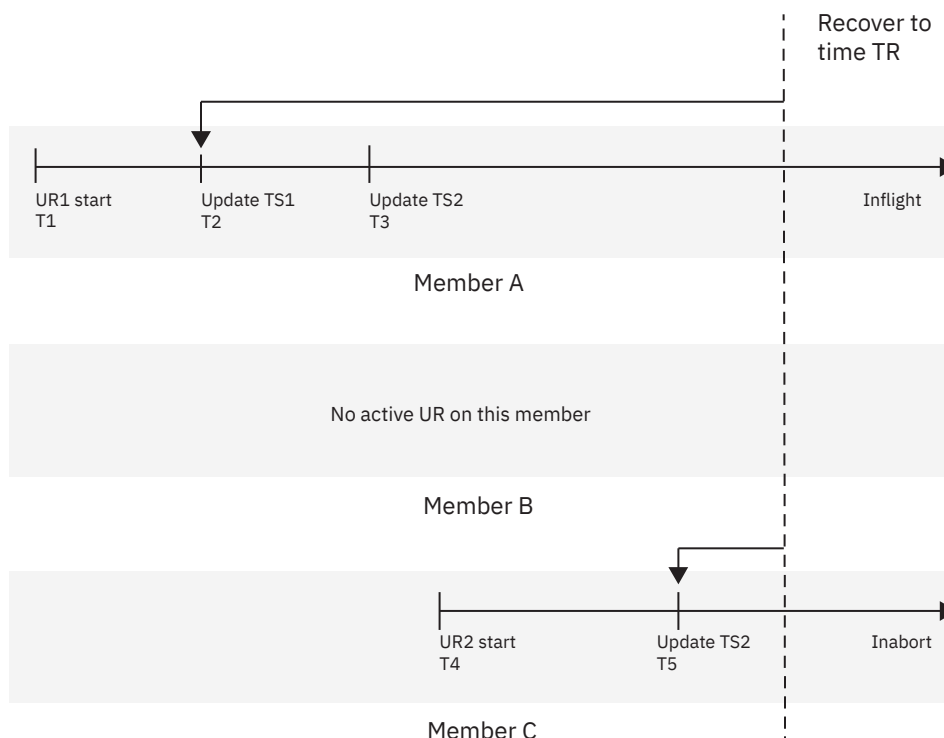 Recover to
time TR
UR1 start
T1
Update TS1
T2
Update TS2
T3
Inflight
Member A
No active UR on this member
Member B
UR2 start
T4
Update TS2
T5
Inabort
Member C